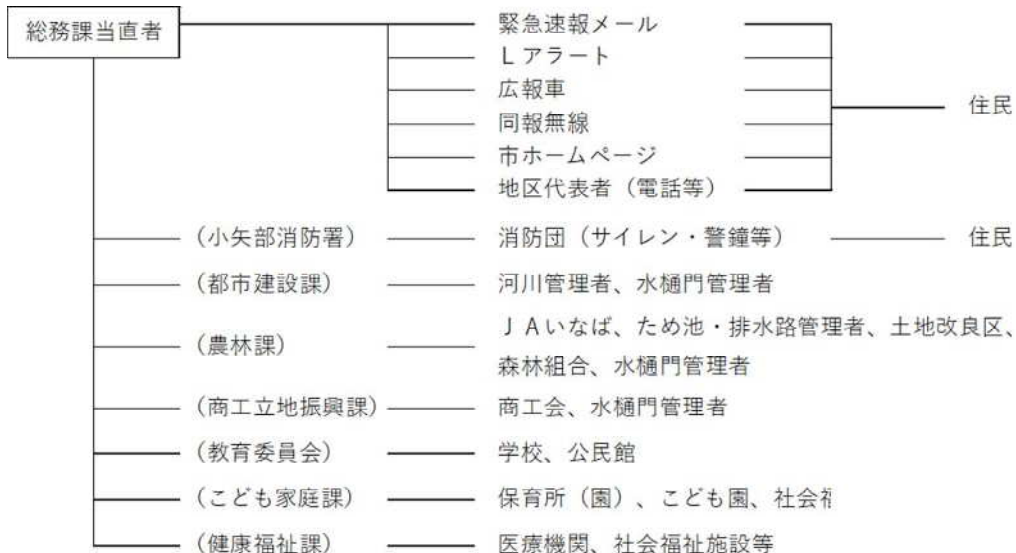 総務課当直者
緊急速報メール
Ｌアラート
広報車
同報無線
市ホームページ
地区代表者（電話等）
住民
（小矢部消防署） 消防団（サイレン・警鐘等） 住民
（都市建設課） 河川管理者、水樋門管理者
（農林課） ＪＡいなば、ため池・排水路管理者、土地改良区、
森林組合、水樋門管理者
（商工立地振興課） 商工会、水樋門管理者
（教育委員会） 学校、公民館
（こども家庭課） 保育所（園）、こども園、社会
（健康福祉課） 医療機関、社会福祉施設等